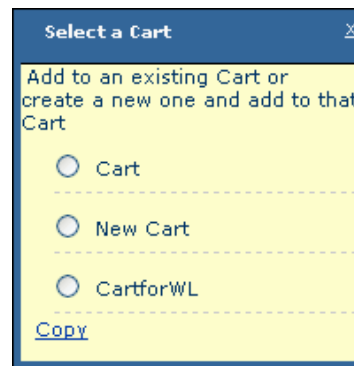 Select a Cart X
Add to an existing Cart or
create a new one and add to that
Cart
Cart
New Cart
CartforWL
Copy